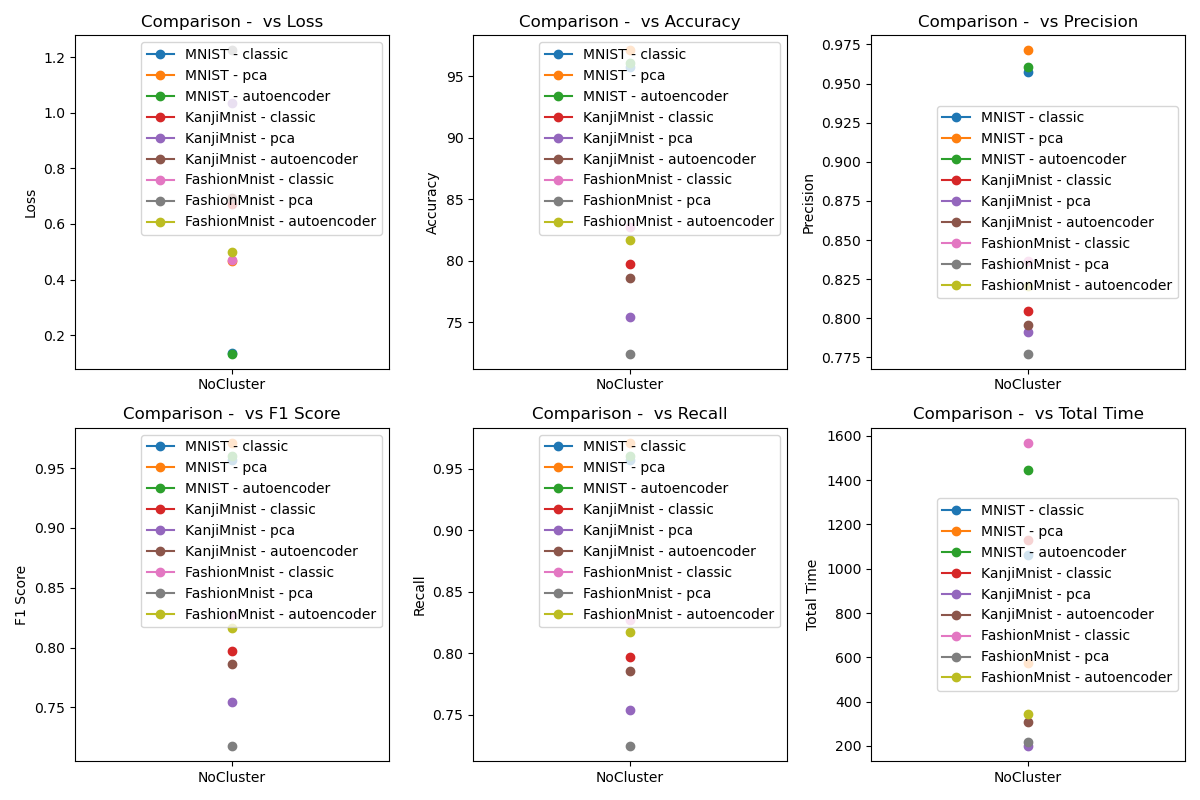 Comparison -  vs Loss
1.2
1.0
0.8
0.6
0.4
0.2
Loss
MNIST - classic
MNIST - pca
MNIST - autoencoder
KanjiMnist - classic
KanjiMnist - pca
KanjiMnist - autoencoder
FashionMnist - classic
FashionMnist - pca
FashionMnist - autoencoder
NoCluster
Comparison -  vs Accuracy
95
90
85
80
75
Accuracy
MNIST - classic
MNIST - pca
MNIST - autoencoder
KanjiMnist - classic
KanjiMnist - pca
KanjiMnist - autoencoder
FashionMnist - classic
FashionMnist - pca
FashionMnist - autoencoder
NoCluster
Comparison -  vs Precision
0.975
0.950
0.925
0.900
0.875
0.850
0.825
0.800
0.775
Precision
MNIST - classic
MNIST - pca
MNIST - autoencoder
KanjiMnist - classic
KanjiMnist - pca
KanjiMnist - autoencoder
FashionMnist - classic
FashionMnist - pca
FashionMnist - autoencoder
NoCluster
Comparison -  vs F1 Score
0.95
0.90
0.85
0.80
0.75
F1 Score
MNIST - classic
MNIST - pca
MNIST - autoencoder
KanjiMnist - classic
KanjiMnist - pca
KanjiMnist - autoencoder
FashionMnist - classic
FashionMnist - pca
FashionMnist - autoencoder
NoCluster
Comparison -  vs Recall
0.95
0.90
0.85
0.80
0.75
Recall
MNIST - classic
MNIST - pca
MNIST - autoencoder
KanjiMnist - classic
KanjiMnist - pca
KanjiMnist - autoencoder
FashionMnist - classic
FashionMnist - pca
FashionMnist - autoencoder
NoCluster
Comparison -  vs Total Time
1600
1400
1200
1000
800
600
400
200
Total Time
MNIST - classic
MNIST - pca
MNIST - autoencoder
KanjiMnist - classic
KanjiMnist - pca
KanjiMnist - autoencoder
FashionMnist - classic
FashionMnist - pca
FashionMnist - autoencoder
NoCluster